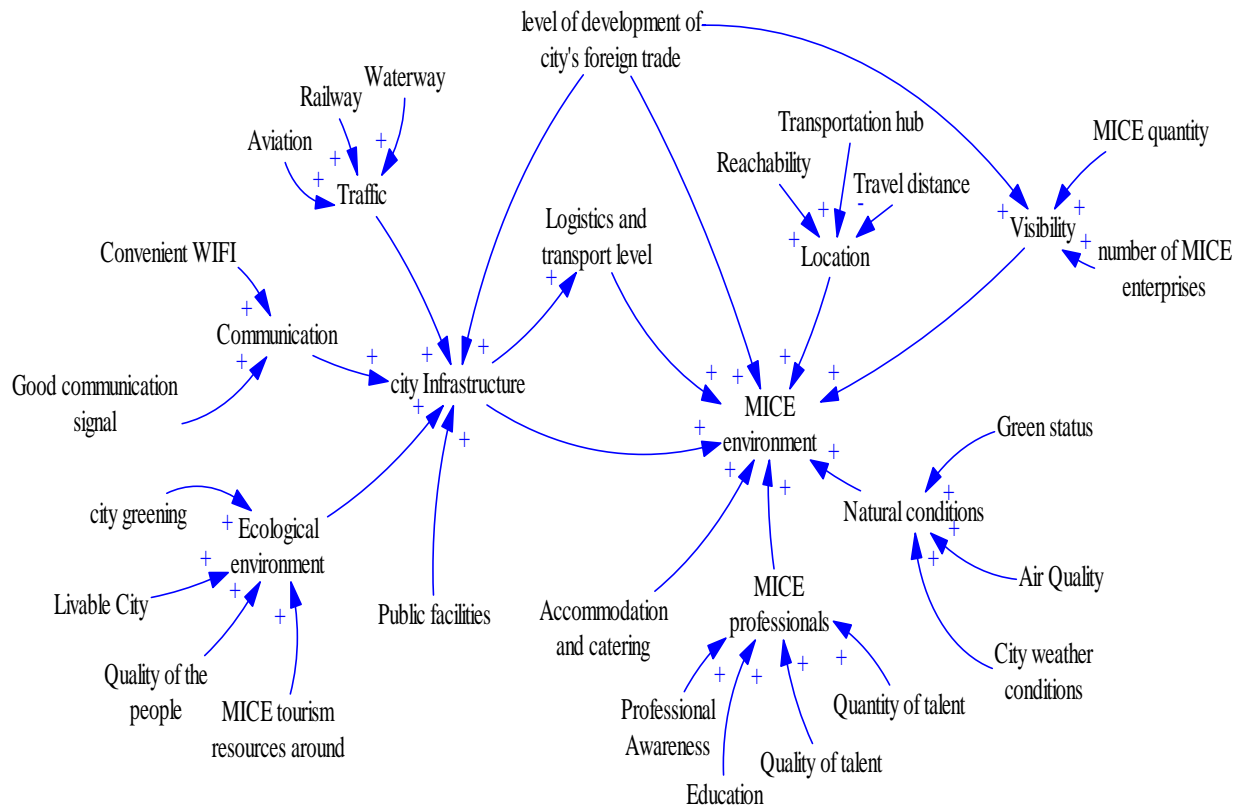 level of development of
city's foreign trade
Waterway
Railway
Aviation
Traffic
Transportation hub
Reachability
Travel distance
Location
MICE quantity
Visibility
number of MICE
enterprises
Logistics and
transport level
Convenient WIFI
Communication
Good communication
signal
city Infrastructure
MICE
environment
Green status
Natural conditions
Air Quality
City weather
conditions
city greening
Ecological
environment
Livable City
Quality of the
people
MICE tourism
resources around
Public facilities
Accommodation
and catering
MICE
professionals
Professional
Awareness
Education
Quality of talent
Quantity of talent